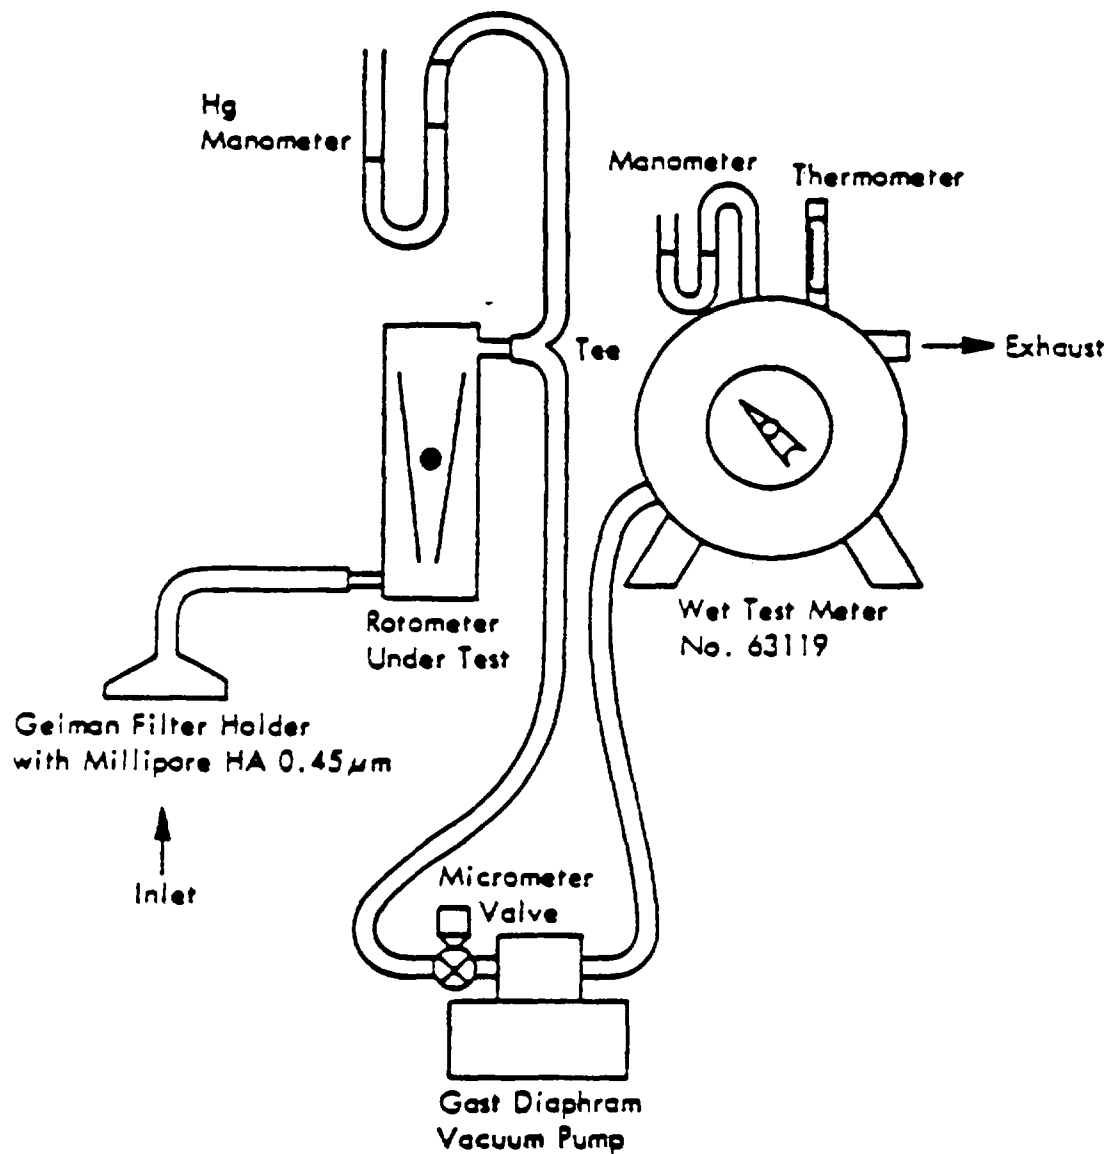 Hg
Manometer
Manometer
Thermometer
Tee
Exhaust
Rotometer
Under Test
Wet Test Meter
No. 63119
Gelman Filter Holder
with Millipore HA 0.45μm
Inlet
Micrometer
Valve
Gast Diaphram
Vacuum Pump